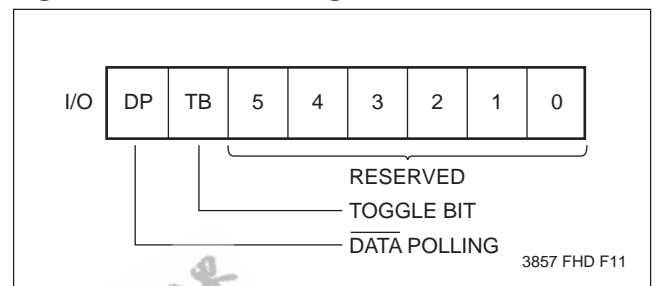 I/O DP TB 5 4 3 2 1 0
RESERVED
TOGGLE BIT
DATA POLLING
3857 FHD F11